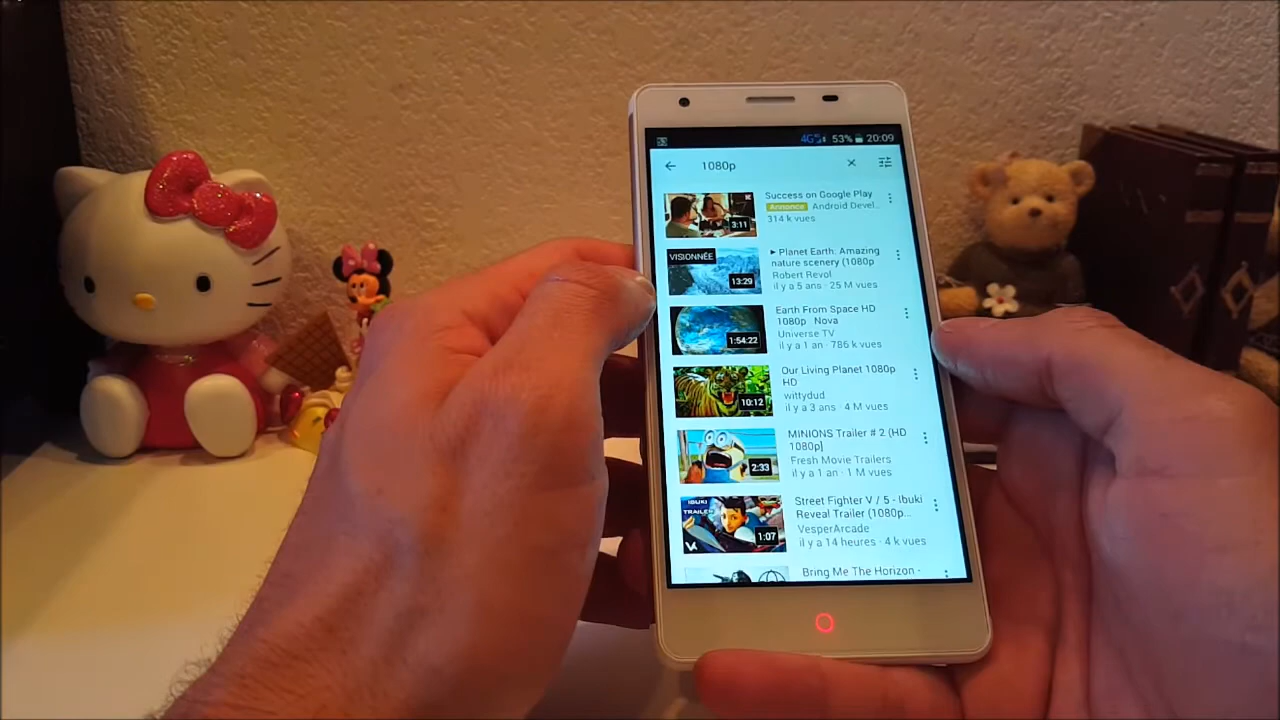 4G 53% 20:09
1080p
Success on Google Play
Annonce Android Devel...
314 k vues
3:11
VISIONNÉE
► Planet Earth: Amazing
nature scenery (1080p
Robert Revol
il y a 5 ans · 25 M vues
13:29
Earth From Space HD
1080p Nova
Universe TV
il y a 1 an · 786 k vues
1:54:22
Our Living Planet 1080p
HD
wittydud
il y a 3 ans · 4 M vues
10:12
MINIONS Trailer # 2 (HD
1080p]
Fresh Movie Trailers
il y a 1 an · 1 M vues
2:33
IBUKI
TRAILER
Street Fighter V / 5 - Ibuki
Reveal Trailer (1080p...
VesperArcade
il y a 14 heures · 4 k vues
1:07
Bring Me The Horizon -